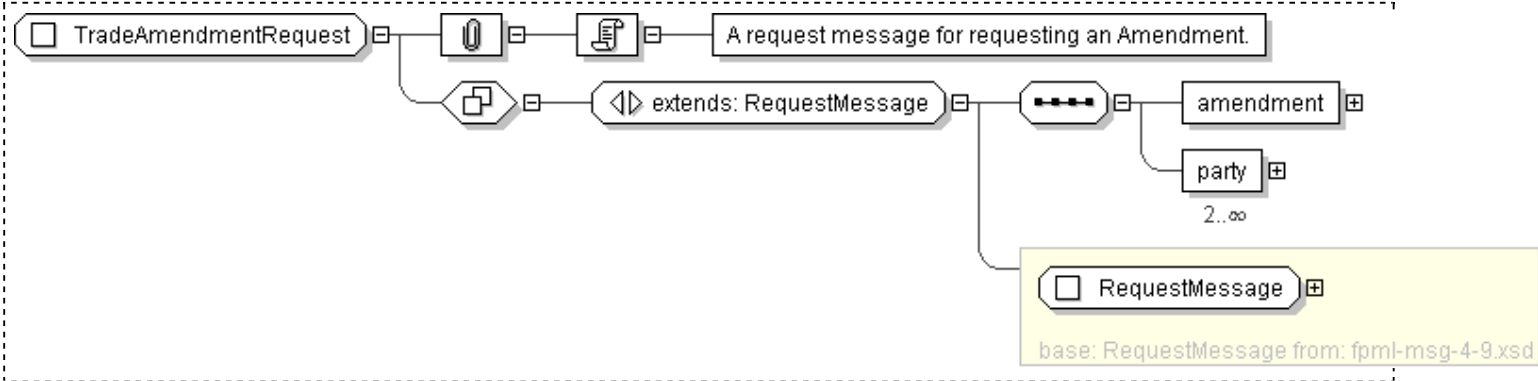 TradeAmendmentRequest
A request message for requesting an Amendment.
extends: RequestMessage
amendment
party
2..∞
RequestMessage
base: RequestMessage from: fpml-msg-4-9.xsd